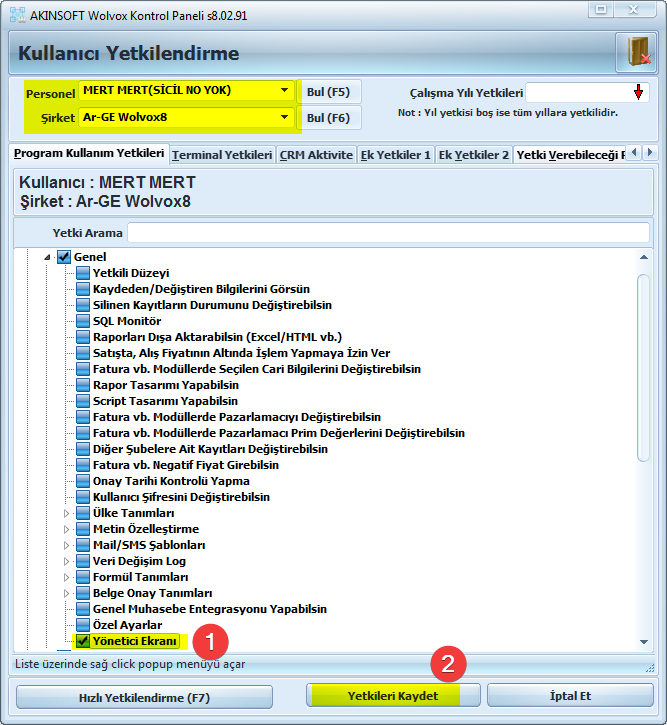 AKINSOFT Wolvox Kontrol Paneli s8.02.91
Kullanıcı Yetkilendirme
Personel MERT MERT(SİCİL NO YOK) Bul (F5) Çalışma Yılı Yetkileri
Şirket Ar-GE Wolvox8 Bul (F6) Not : Yıl yetkisi boş ise tüm yıllara yetkilidir.
Program Kullanım Yetkileri Terminal Yetkileri CRM Aktivite Ek Yetkiler 1 Ek Yetkiler 2 Yetki Verebileceği
Kullanıcı : MERT MERT
Şirket : Ar-GE Wolvox8
Yetki Arama
Genel
Yetkili Düzeyi
Kaydeden/Değiştiren Bilgilerini Görsün
Silinen Kayıtların Durumunu Değiştirebilsin
SQL Monitör
Raporları Dışa Aktarabilsin (Excel/HTML vb.)
Satışta, Alış Fiyatının Altında İşlem Yapmaya İzin Ver
Fatura vb. Modüllerde Seçilen Cari Bilgilerini Değiştirebilsin
Rapor Tasarımı Yapabilsin
Script Tasarımı Yapabilsin
Fatura vb. Modüllerde Pazarlamacıyı Değiştirebilsin
Fatura vb. Modüllerde Pazarlamacı Prim Değerlerini Değiştirebilsin
Diğer Şubelere Ait Kayıtları Değiştirebilsin
Fatura vb. Negatif Fiyat Girebilsin
Onay Tarihi Kontrolü Yapma
Kullanıcı Şifresini Değiştirebilsin
Ülke Tanımları
Metin Özelleştirme
Mail/SMS Şablonları
Veri Değişim Log
Formül Tanımları
Belge Onay Tanımları
Genel Muhasebe Entegrasyonu Yapabilsin
Özel Ayarlar
Yönetici Ekranı 1
Liste üzerinde sağ click popup menüyü açar 2
Hızlı Yetkilendirme (F7) Yetkileri Kaydet İptal Et